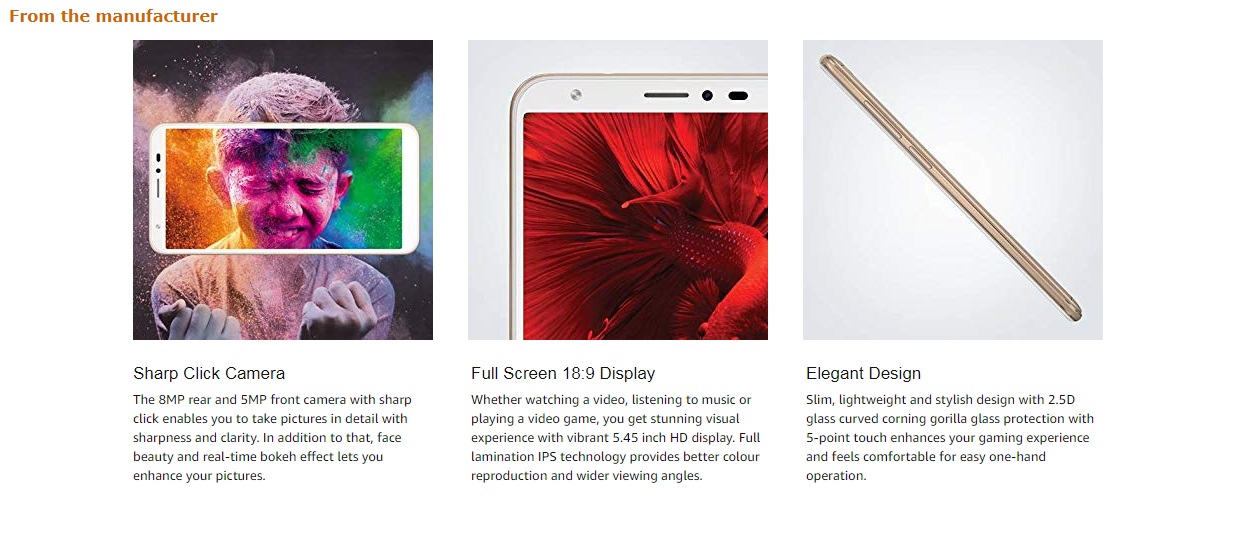 From the manufacturer
Sharp Click Camera
The 8MP rear and 5MP front camera with sharp
click enables you to take pictures in detail with
sharpness and clarity. In addition to that, face
beauty and real-time bokeh effect lets you
enhance your pictures.
Full Screen 18:9 Display
Whether watching a video, listening to music or
playing a video game, you get stunning visual
experience with vibrant 5.45 inch HD display. Full
lamination IPS technology provides better colour
reproduction and wider viewing angles.
Elegant Design
Slim, lightweight and stylish design with 2.5D
glass curved corning gorilla glass protection with
5-point touch enhances your gaming experience
and feels comfortable for easy one-hand
operation.